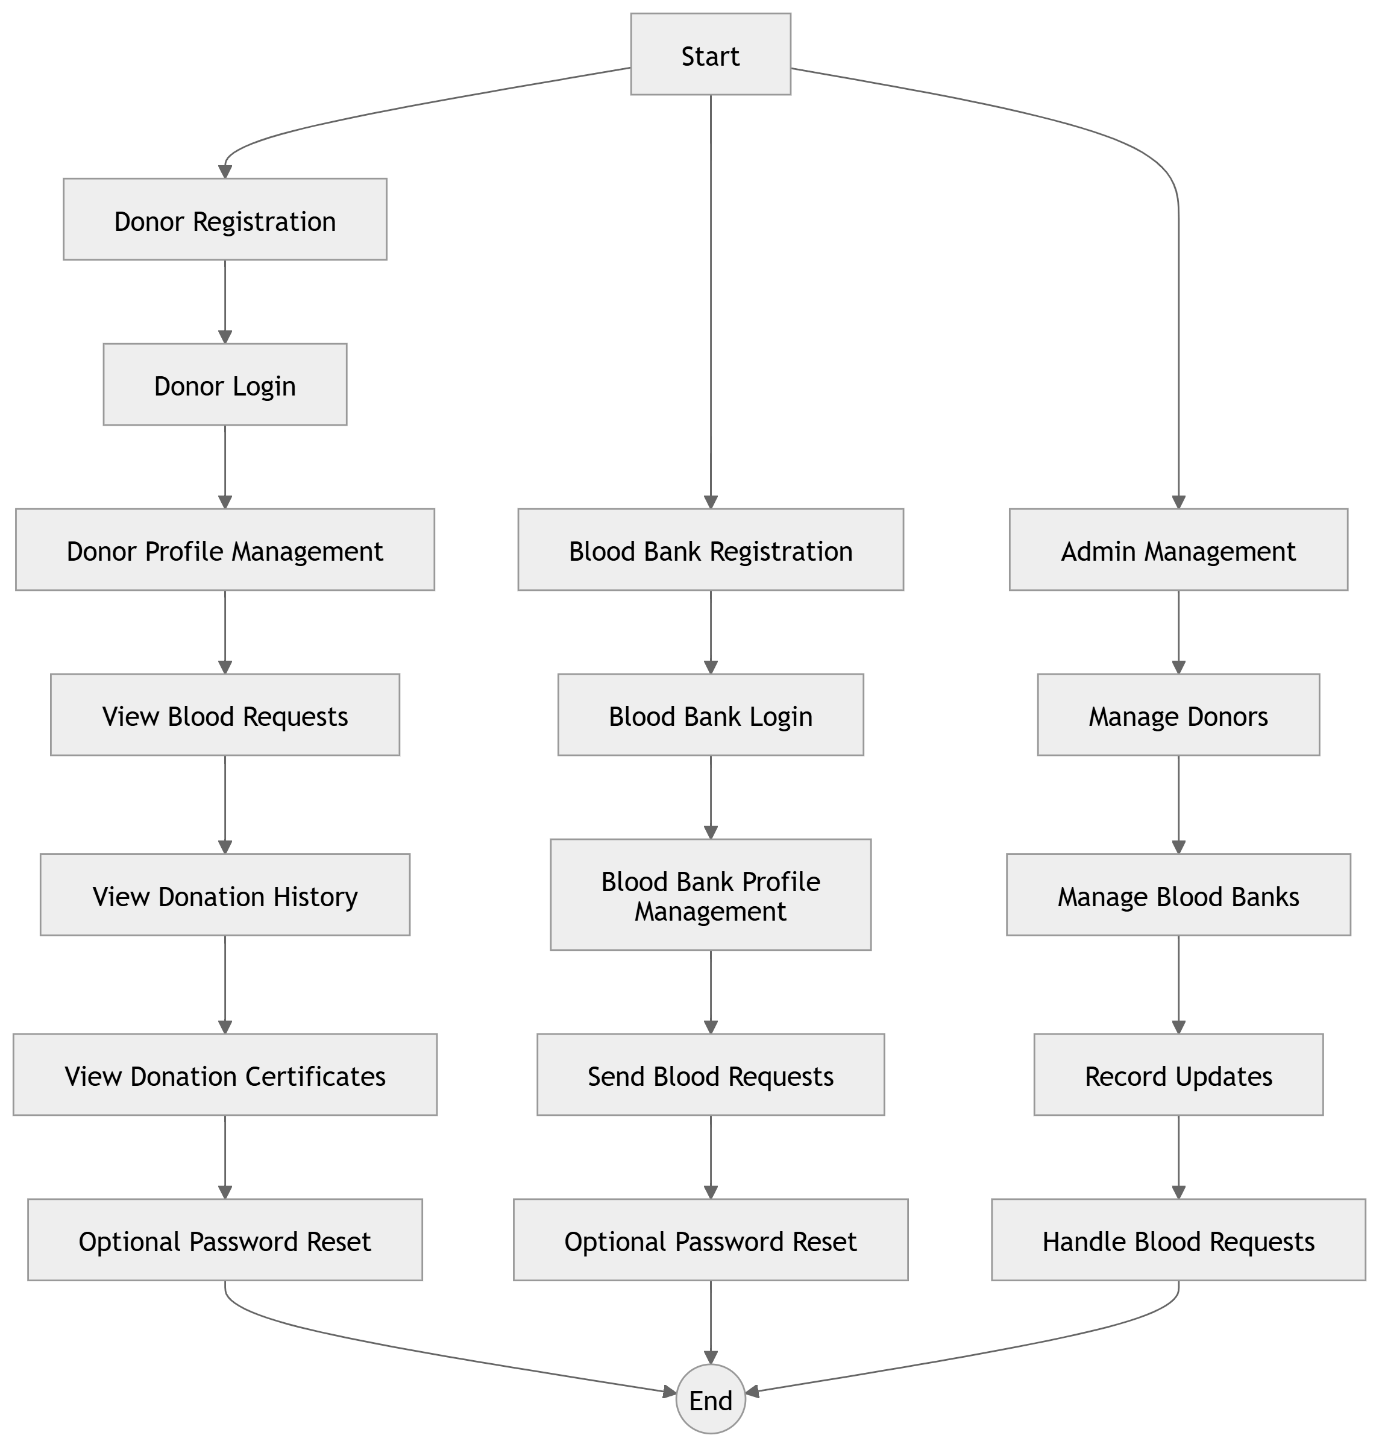 Start
Donor Registration
Donor Login
Donor Profile Management
Blood Bank Registration
Admin Management
View Blood Requests
Blood Bank Login
Manage Donors
View Donation History
Blood Bank Profile
Management
Manage Blood Banks
View Donation Certificates
Send Blood Requests
Record Updates
Optional Password Reset
Optional Password Reset
Handle Blood Requests
End